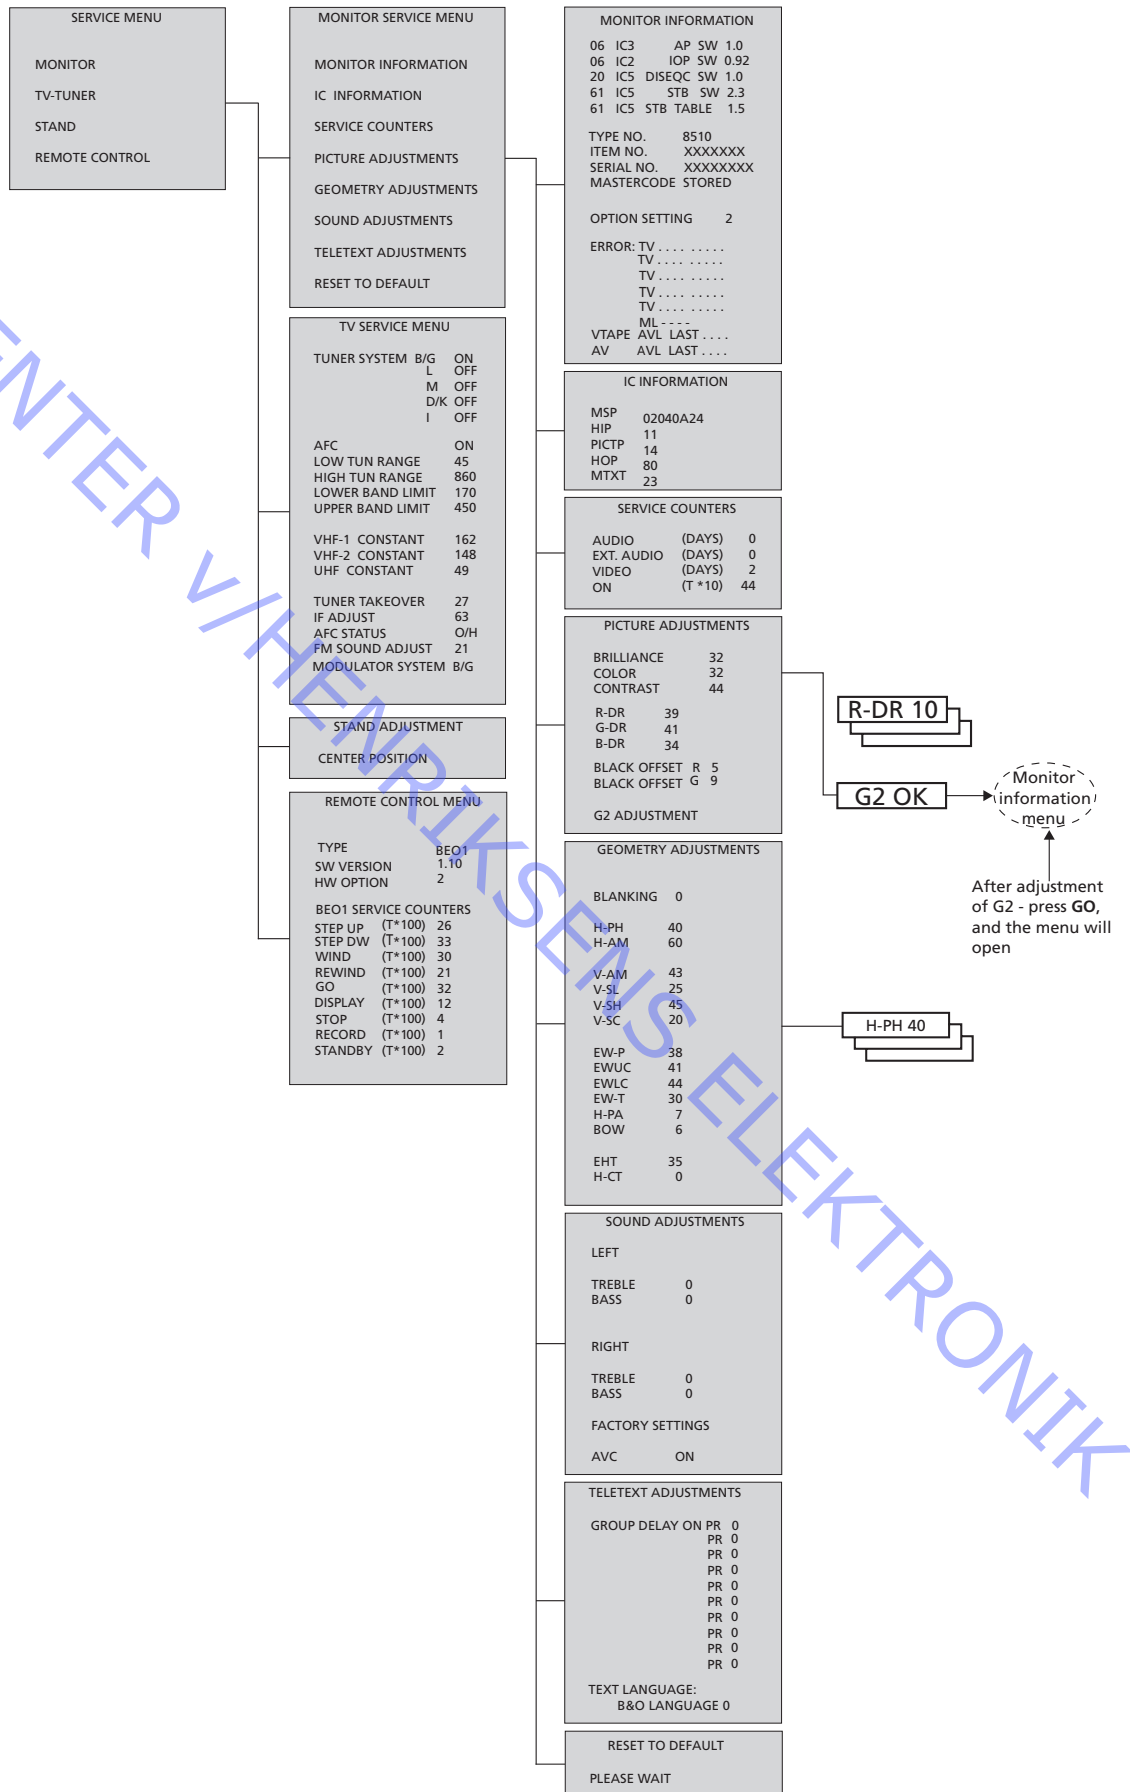 SERVICE MENU
MONITOR
TV-TUNER
STAND
REMOTE CONTROL
MONITOR SERVICE MENU
MONITOR INFORMATION
IC INFORMATION
SERVICE COUNTERS
PICTURE ADJUSTMENTS
GEOMETRY ADJUSTMENTS
SOUND ADJUSTMENTS
TELETEXT ADJUSTMENTS
RESET TO DEFAULT
TV SERVICE MENU
TUNER SYSTEM B/G ON
L OFF
M OFF
D/K OFF
I OFF
AFC ON
LOW TUN RANGE 45
HIGH TUN RANGE 860
LOWER BAND LIMIT 170
UPPER BAND LIMIT 450
VHF-1 CONSTANT 162
VHF-2 CONSTANT 148
UHF CONSTANT 49
TUNER TAKEOVER 27
IF ADJUST 63
AFC STATUS O/H
FM SOUND ADJUST 21
MODULATOR SYSTEM B/G
STAND ADJUSTMENT
CENTER POSITION
REMOTE CONTROL MENU
TYPE BEO1
SW VERSION 1.10
HW OPTION 2
BEO1 SERVICE COUNTERS
STEP UP (T*100) 26
STEP DW (T*100) 33
WIND (T*100) 30
REWIND (T*100) 21
GO (T*100) 32
DISPLAY (T*100) 12
STOP (T*100) 4
RECORD (T*100) 1
STANDBY (T*100) 2
MONITOR INFORMATION
06 IC3 AP SW 1.0
06 IC2 IOP SW 0.92
20 IC5 DISEQC SW 1.0
61 IC5 STB SW 2.3
61 IC5 STB TABLE 1.5
TYPE NO. 8510
ITEM NO. XXXXXXX
SERIAL NO. XXXXXXXX
MASTERCODE STORED
OPTION SETTING 2
ERROR: TV . . . . . . . . .
TV . . . . . . . . .
TV . . . . . . . . .
TV . . . . . . . . .
TV . . . . . . . . .
ML - - - -
VTAPE AVL LAST . . . .
AV AVL LAST . . . .
IC INFORMATION
MSP 02040A24
HIP 11
PICTP 14
HOP 80
MTXT 23
SERVICE COUNTERS
AUDIO (DAYS) 0
EXT. AUDIO (DAYS) 0
VIDEO (DAYS) 2
ON (T *10) 44
PICTURE ADJUSTMENTS
BRILLIANCE 32
COLOR 32
CONTRAST 44
R-DR 39
G-DR 41
B-DR 34
BLACK OFFSET R 5
BLACK OFFSET G 9
G2 ADJUSTMENT
GEOMETRY ADJUSTMENTS
BLANKING 0
H-PH 40
H-AM 60
V-AM 43
V-SL 25
V-SH 45
V-SC 20
EW-P 38
EWUC 41
EWLC 44
EW-T 30
H-PA 7
BOW 6
EHT 35
H-CT 0
SOUND ADJUSTMENTS
LEFT
TREBLE 0
BASS 0
RIGHT
TREBLE 0
BASS 0
FACTORY SETTINGS
AVC ON
TELETEXT ADJUSTMENTS
GROUP DELAY ON PR 0
PR 0
PR 0
PR 0
PR 0
PR 0
PR 0
PR 0
PR 0
PR 0
TEXT LANGUAGE:
B&O LANGUAGE 0
RESET TO DEFAULT
PLEASE WAIT
R-DR 10
G2 OK
Monitor
information
menu
After adjustment
of G2 - press GO,
and the menu will
open
H-PH 40
ENTER v/HENRIKSENS ELEKTRONIK